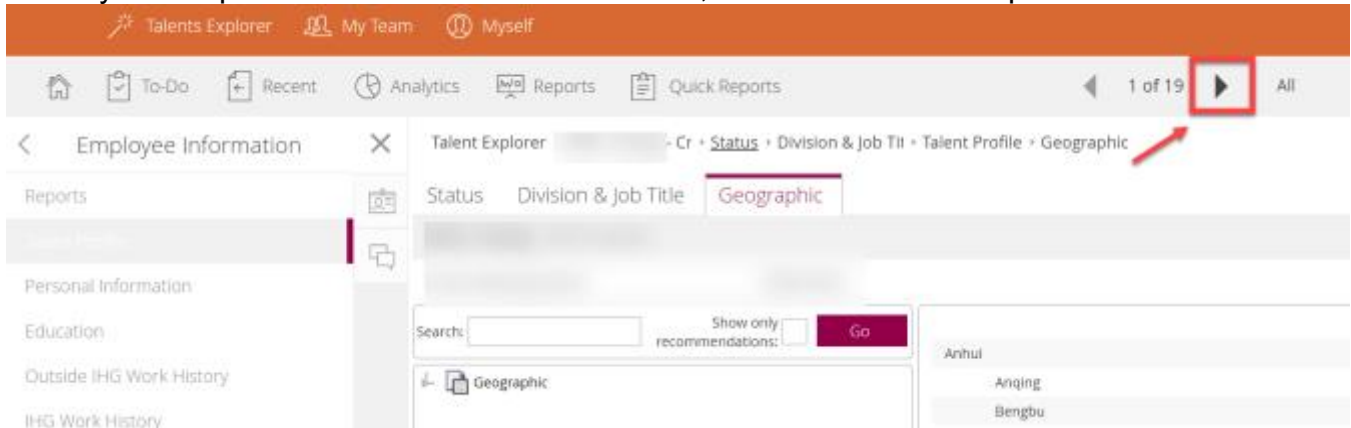 Talents Explorer My Team Myself
To-Do Recent Analytics Reports Quick Reports 1 of 19 All
Employee Information
Talent Explorer - Cr Status Division & Job Tit Talent Profile Geographic
Reports
Status Division & Job Title Geographic
Personal Information
Education
Outside IHG Work History
IHG Work History
Search:
Show only
recommendations:
Go
Geographic
Anhui
Anqing
Bengbu